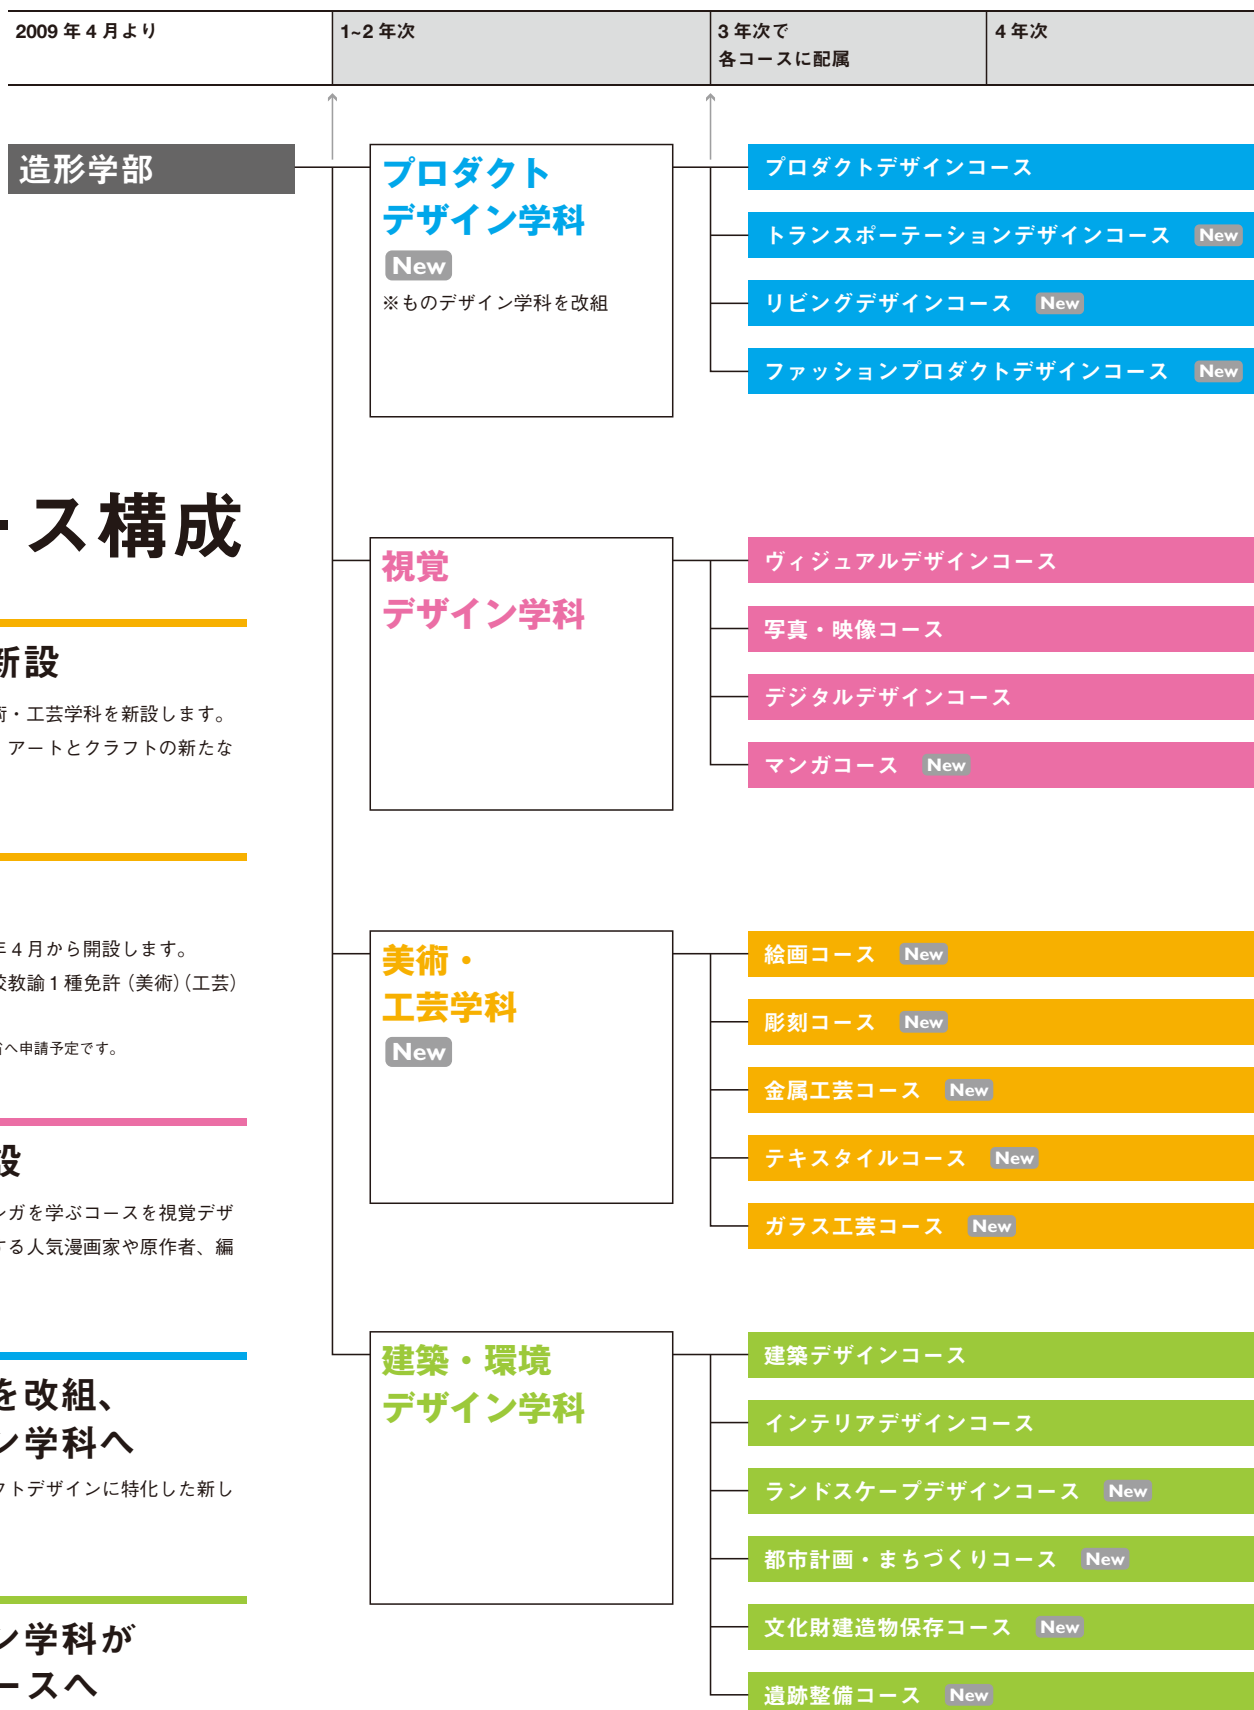 2009年4月より
1~2年次
3年次で
各コースに配属
4年次
造形学部
プロダクト
デザイン学科
New
※ものデザイン学科を改組
プロダクトデザインコース
トランスポーテーションデザインコース New
リビングデザインコース New
ファッションプロダクトデザインコース New
ース構成
視覚
デザイン学科
ヴィジュアルデザインコース
写真・映像コース
デジタルデザインコース
マンガコース New
新設
術・工芸学科を新設します。
アートとクラフトの新たな
年4月から開設します。
校教諭1種免許（美術）（工芸）
省へ申請予定です。
美術・
工芸学科
New
絵画コース New
彫刻コース New
金属工芸コース New
テキスタイルコース New
ガラス工芸コース New
設
ンガを学ぶコースを視覚デザ
する人気漫画家や原作者、編
を改組、
ン学科へ
クトデザインに特化した新し
ン学科が
ースへ
建築・環境
デザイン学科
建築デザインコース
インテリアデザインコース
ランドスケープデザインコース New
都市計画・まちづくりコース New
文化財建造物保存コース New
遺跡整備コース New